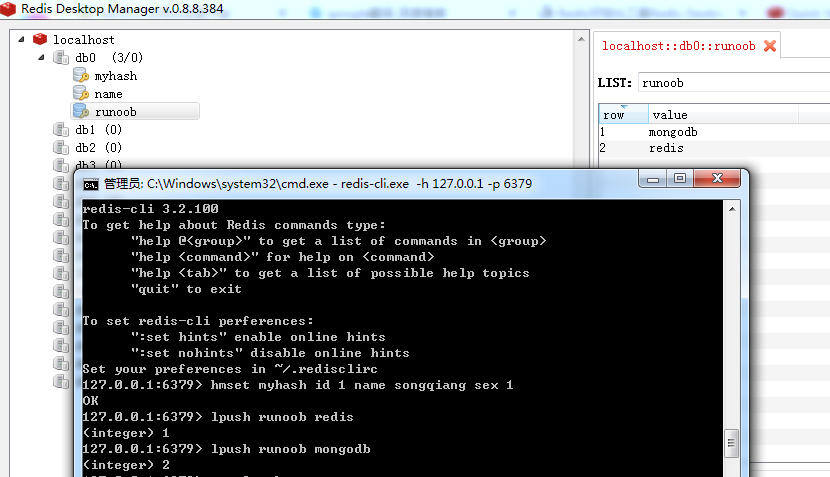 Redis Desktop Manager v.0.8.8.384
localhost
db0 (3/0)
myhash
name
runoob
db1 (0)
db2 (0)
db3 (0)
localhost::db0::runoob
LIST: runoob
row value
1 mongodb
2 redis
管理员: C:\Windows\system32\cmd.exe - redis-cli.exe -h 127.0.0.1 -p 6379
redis-cli 3.2.100
To get help about Redis commands type:
"help @<group>" to get a list of commands in <group>
"help <command>" for help on <command>
"help <tab>" to get a list of possible help topics
"quit" to exit
To set redis-cli perferences:
":set hints" enable online hints
":set nohints" disable online hints
Set your preferences in ~/.redisclirc
127.0.0.1:6379> hmset myhash id 1 name songqiang sex 1
OK
127.0.0.1:6379> lpush runoob redis
(integer) 1
127.0.0.1:6379> lpush runoob mongodb
(integer) 2